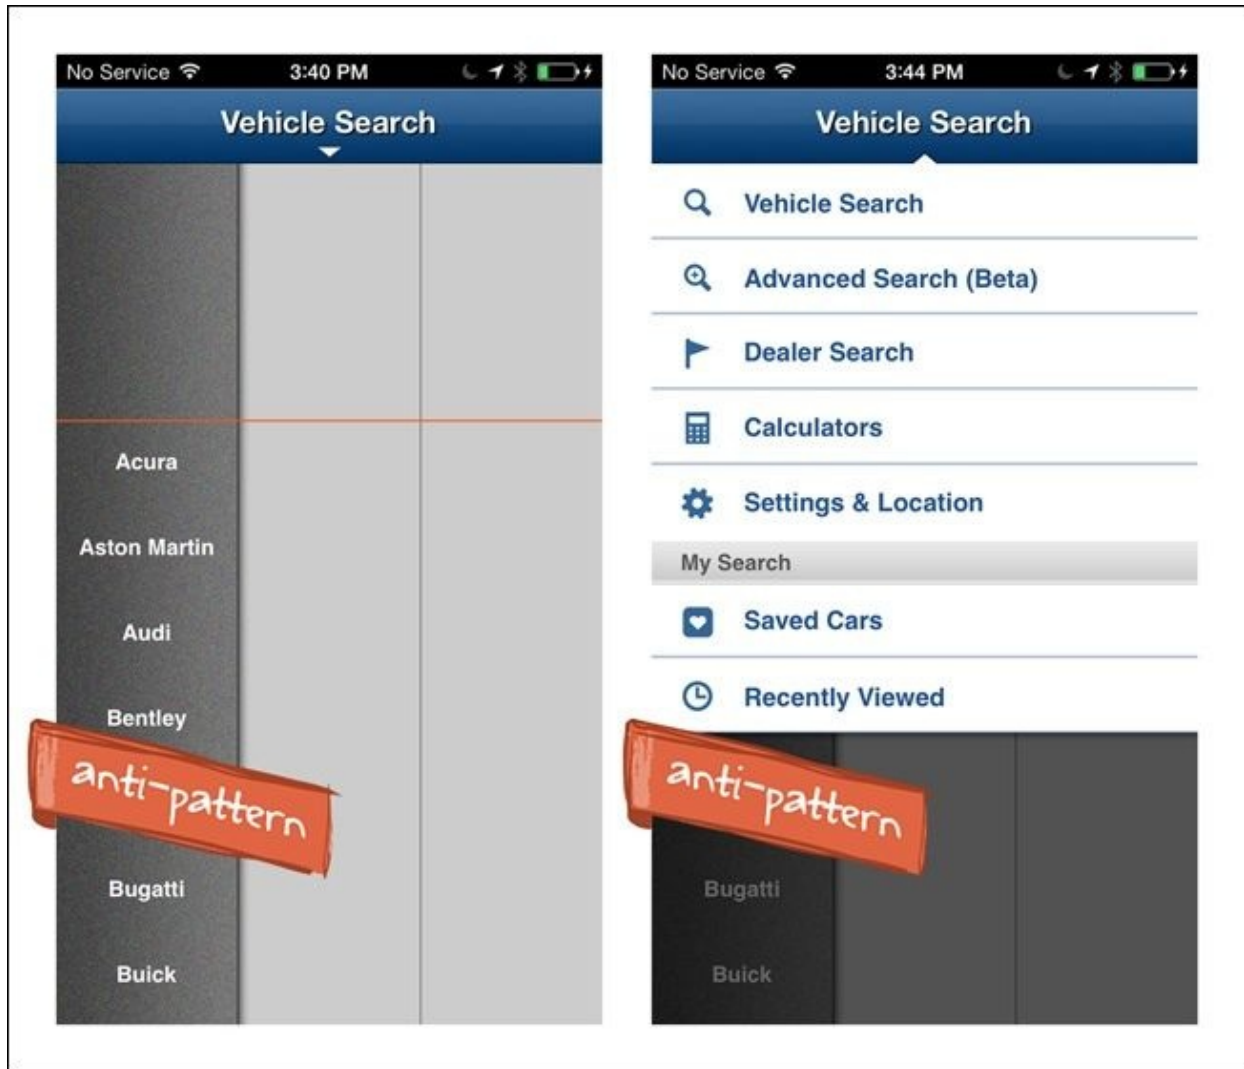 No Service 3:40 PM
Vehicle Search
Acura
Aston Martin
Audi
Bentley
anti-pattern
Bugatti
Buick
No Service 3:44 PM
Vehicle Search
Vehicle Search
Advanced Search (Beta)
Dealer Search
Calculators
Settings & Location
My Search
Saved Cars
Recently Viewed
anti-pattern
Bugatti
Buick